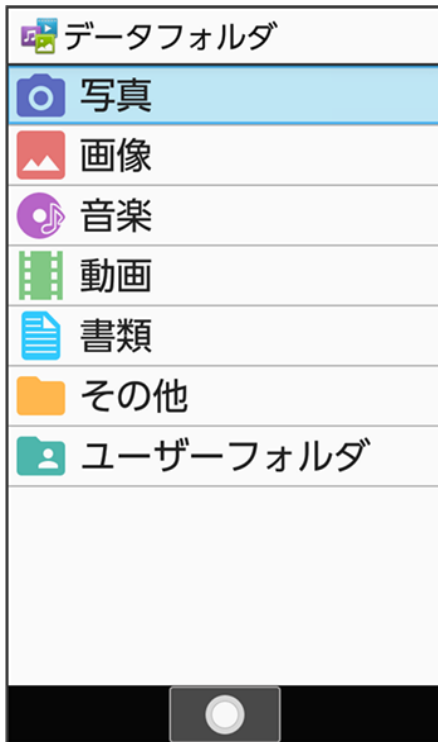 データフォルダ
写真
画像
音楽
動画
書類
その他
ユーザーフォルダ